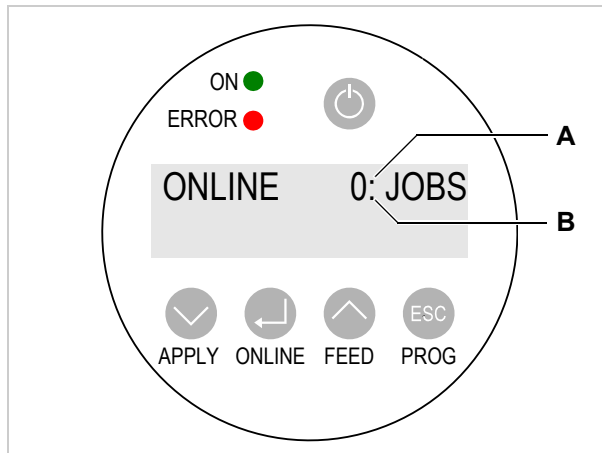 ON
ERROR
A
ONLINE 0: JOBS
B
ESC
APPLY ONLINE FEED PROG